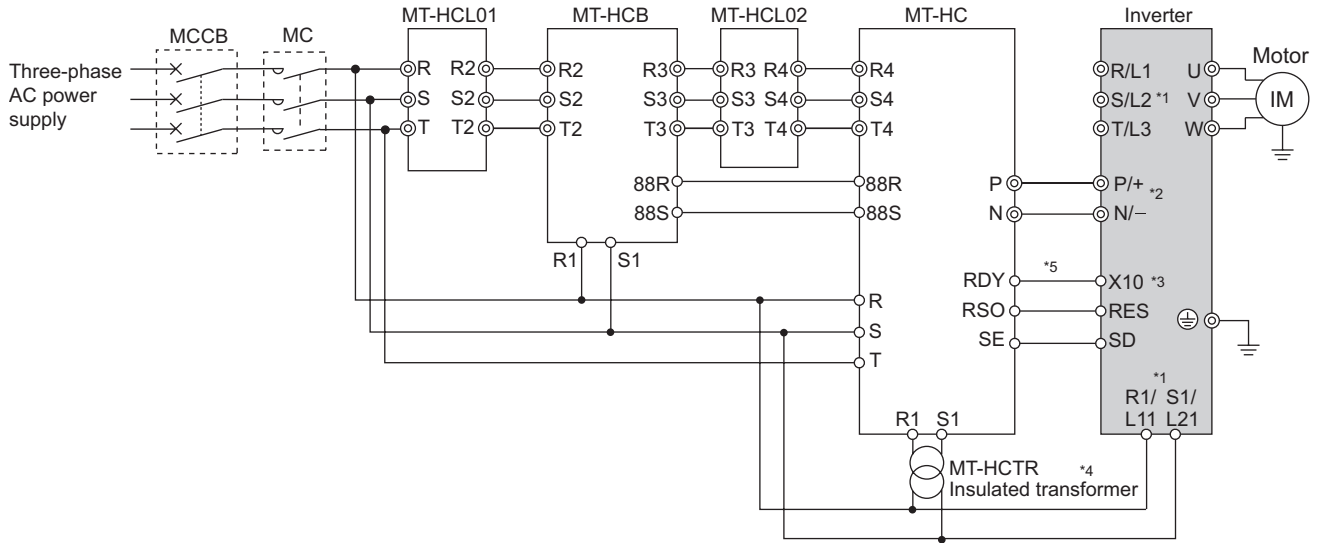 MT-HCL01 MT-HCB MT-HCL02 MT-HC Inverter
MCCB MC
Motor
Three-phase
AC power
supply
R R2 R2 R3 R3 R4 R4 R/L1 U
S S2 S2 S3 S3 S4 S4 S/L2 *1 V IM
T T2 T2 T3 T3 T4 T4 T/L3 W
88R 88R P P/+ *2
88S 88S N N/−
R1 S1
RDY *5 X10 *3
R RSO RES
S SE SD
T
*1
R1/ S1/
R1 S1 L11 L21
MT-HCTR *4
Insulated transformer